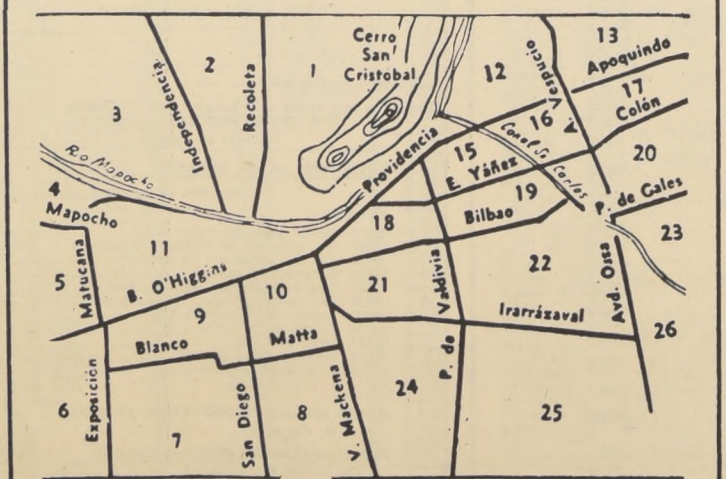 Cerro
San
Cristobal
13
Apoquindo
2
1
12
Vespucio
17
Colón
3
Independencia
Recoleta
16
A.
Canal Sn Carlos
Providencia
15
E. Yáñez
20
Rio Mapocho
4
Mapocho
19
P. de Gales
18
Bilbao
23
11
5
Matucana
B. O'Higgins
10
21
Valdivia
22
Avd. Ossa
9
Irarrázaval
26
Blanco
Matta
P. de
6
Exposición
7
San Diego
8
V. Mackena
24
25